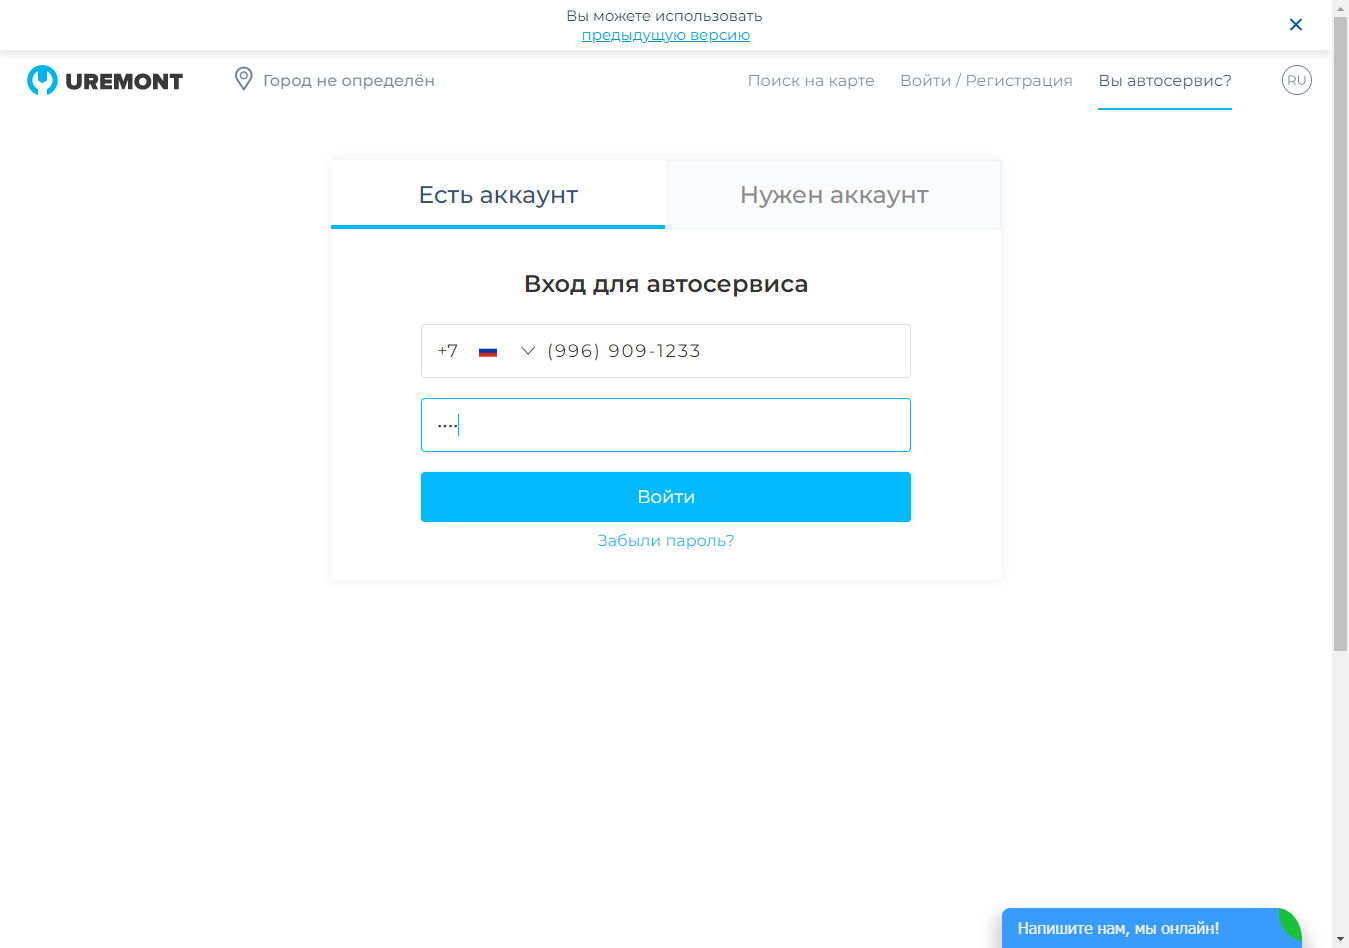 Вы можете использовать
предыдущую версию
UREMONT
Город не определён
Поиск на карте
Войти / Регистрация
Вы автосервис?
RU
Есть аккаунт
Нужен аккаунт
Вход для автосервиса
+7 (996) 909-1233
••••
Войти
Забыли пароль?
Напишите нам, мы онлайн!